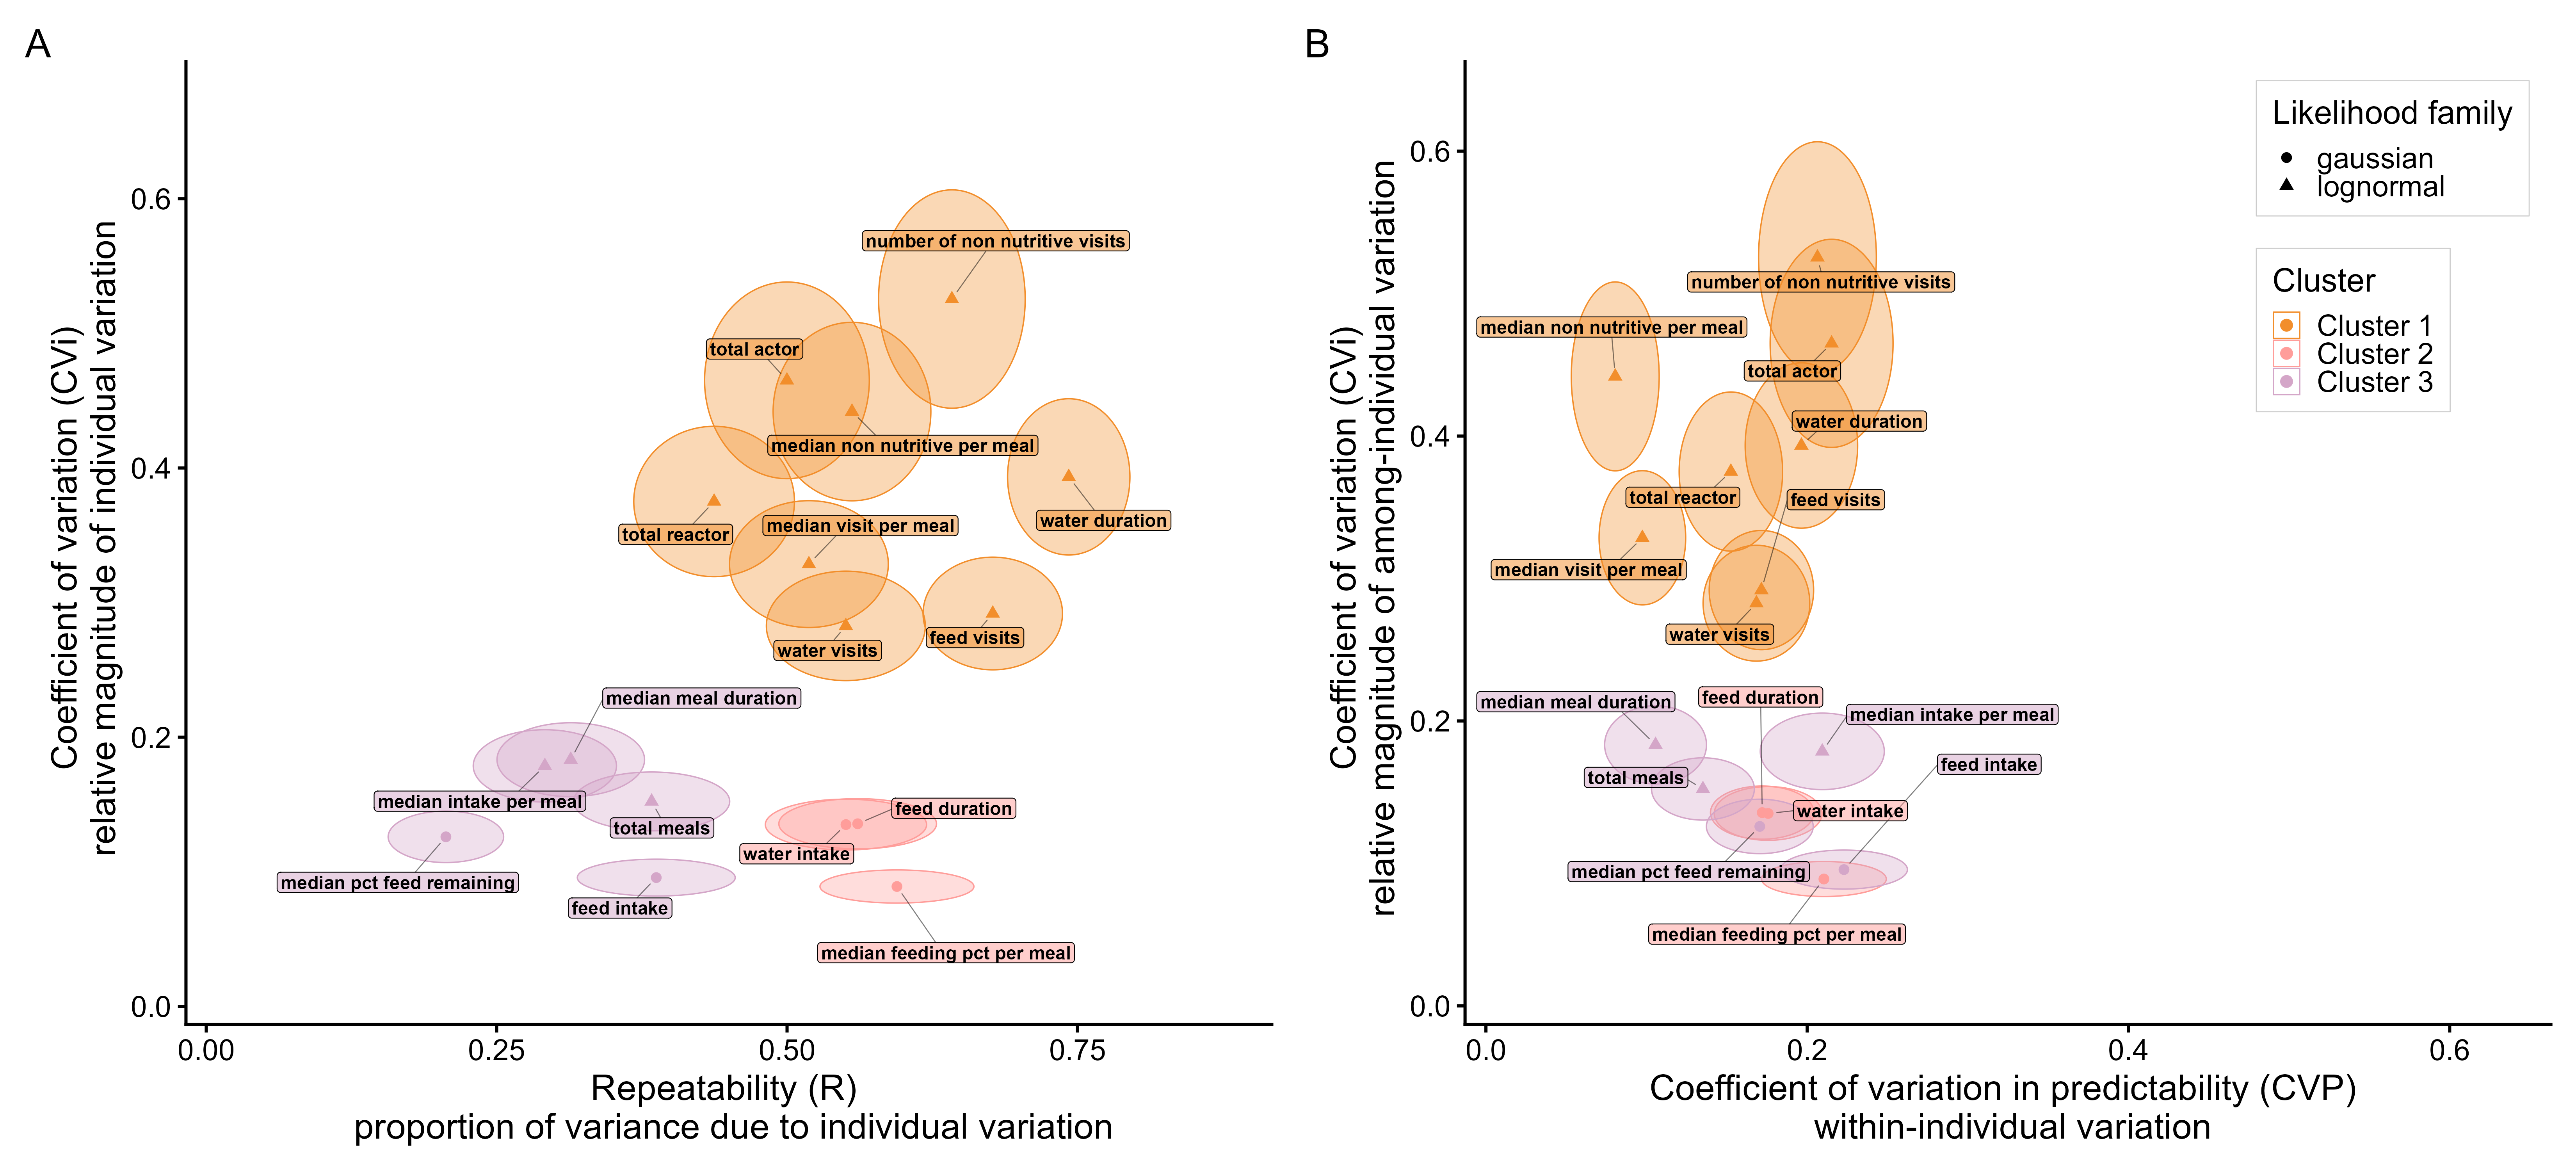 A
Coefficient of variation (CVi)
relative magnitude of individual variation
0.6
0.4
0.2
0.0
number of non nutritive visits
total actor
median non nutritive per meal
water duration
total reactor
median visit per meal
water visits
feed visits
median meal duration
median intake per meal
total meals
feed duration
water intake
median pct feed remaining
feed intake
median feeding pct per meal
0.00
0.25
0.50
0.75
Repeatability (R)
proportion of variance due to individual variation
B
Coefficient of variation (CVi)
relative magnitude of among-individual variation
0.6
0.4
0.2
0.0
number of non nutritive visits
median non nutritive per meal
total actor
water duration
total reactor
feed visits
median visit per meal
water visits
median meal duration
feed duration
median intake per meal
feed intake
total meals
water intake
median pct feed remaining
median feeding pct per meal
0.0
0.2
0.4
0.6
Coefficient of variation in predictability (CVP)
within-individual variation
Likelihood family
gaussian
lognormal
Cluster
Cluster 1
Cluster 2
Cluster 3